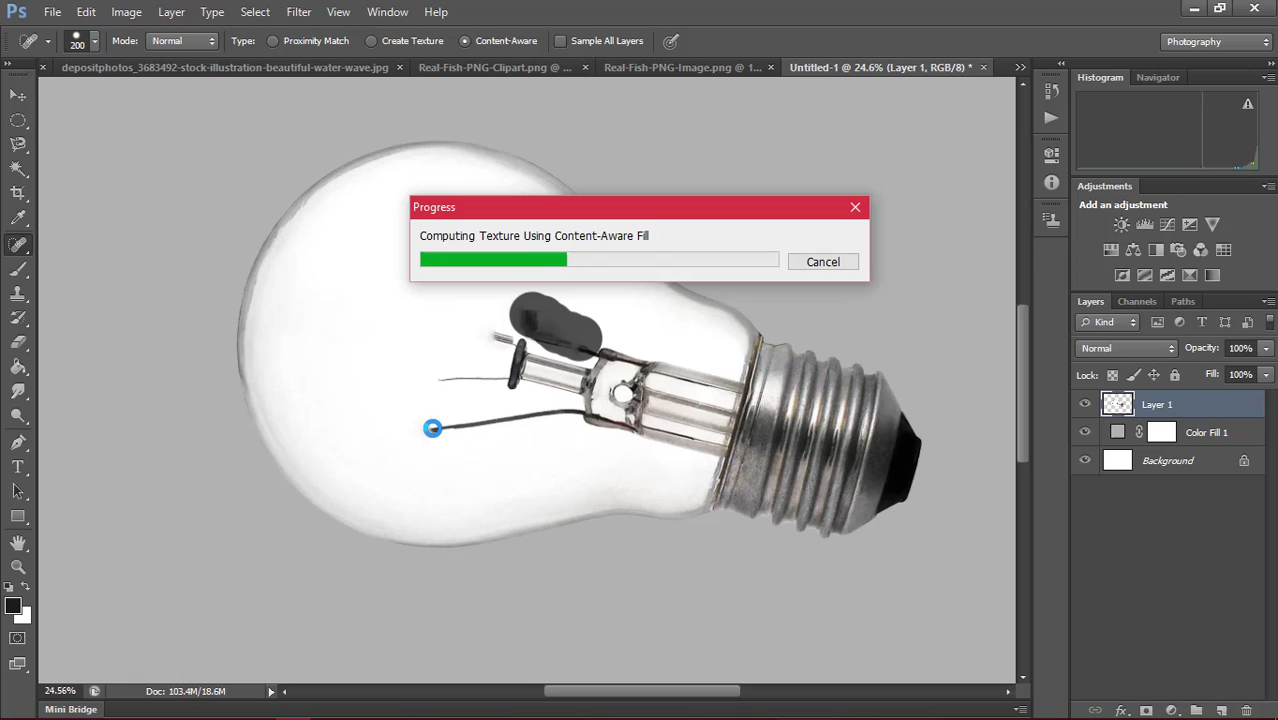 Ps File Edit Image Layer Type Select Filter View Window Help
200 Mode: Normal Type: Proximity Match Create Texture Content-Aware Sample All Layers Photography
depositphotos_3683492-stock-illustration-beautiful-water-wave.jpg Real-Fish-PNG-Clipart.png @ ... Real-Fish-PNG-Image.png @ 1... Untitled-1 @ 24.6% (Layer 1, RGB/8) *
Histogram Navigator
Progress
Computing Texture Using Content-Aware Fill
Cancel
Adjustments
Add an adjustment
Layers Channels Paths
Kind
Normal Opacity: 100%
Lock: Fill: 100%
Layer 1
Color Fill 1
Background
T
24.56% Doc: 103.4M/18.6M
Mini Bridge